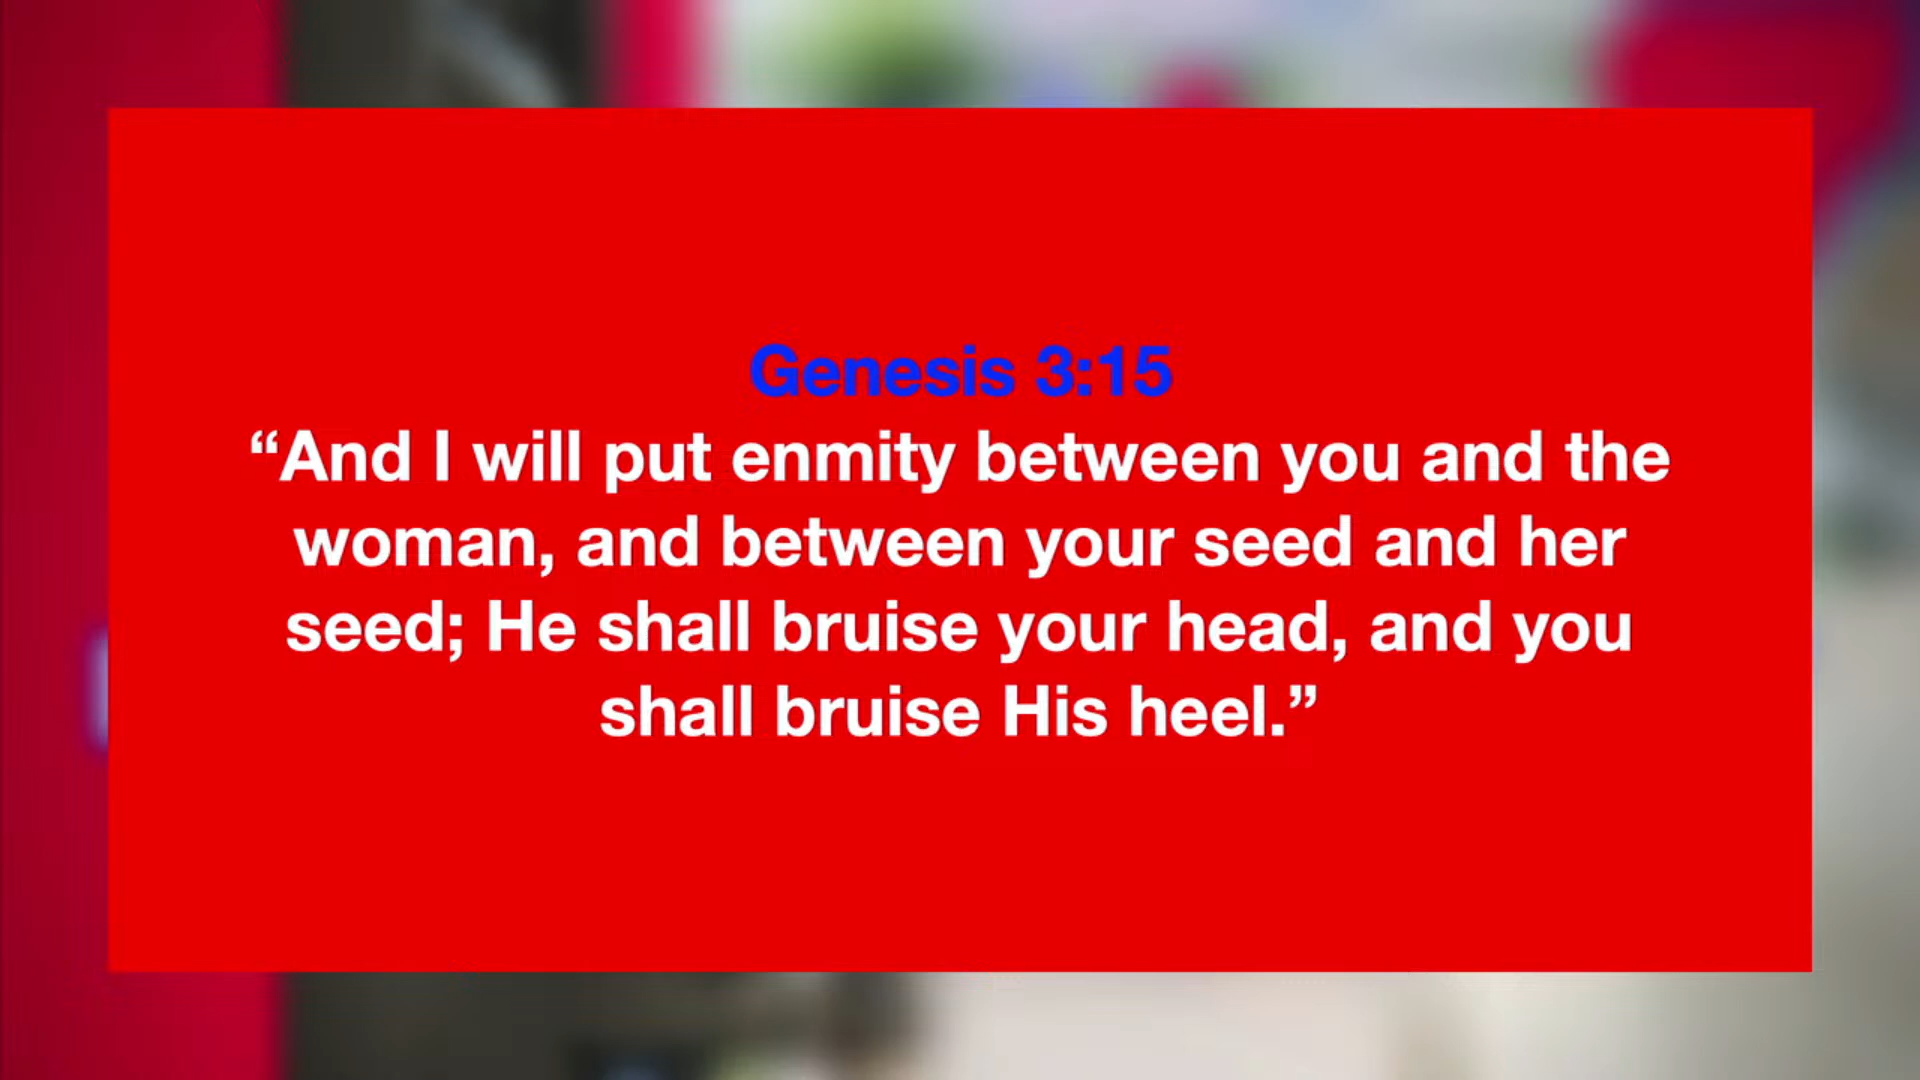 Genesis 3:15
“And I will put enmity between you and the
woman, and between your seed and her
seed; He shall bruise your head, and you
shall bruise His heel.”